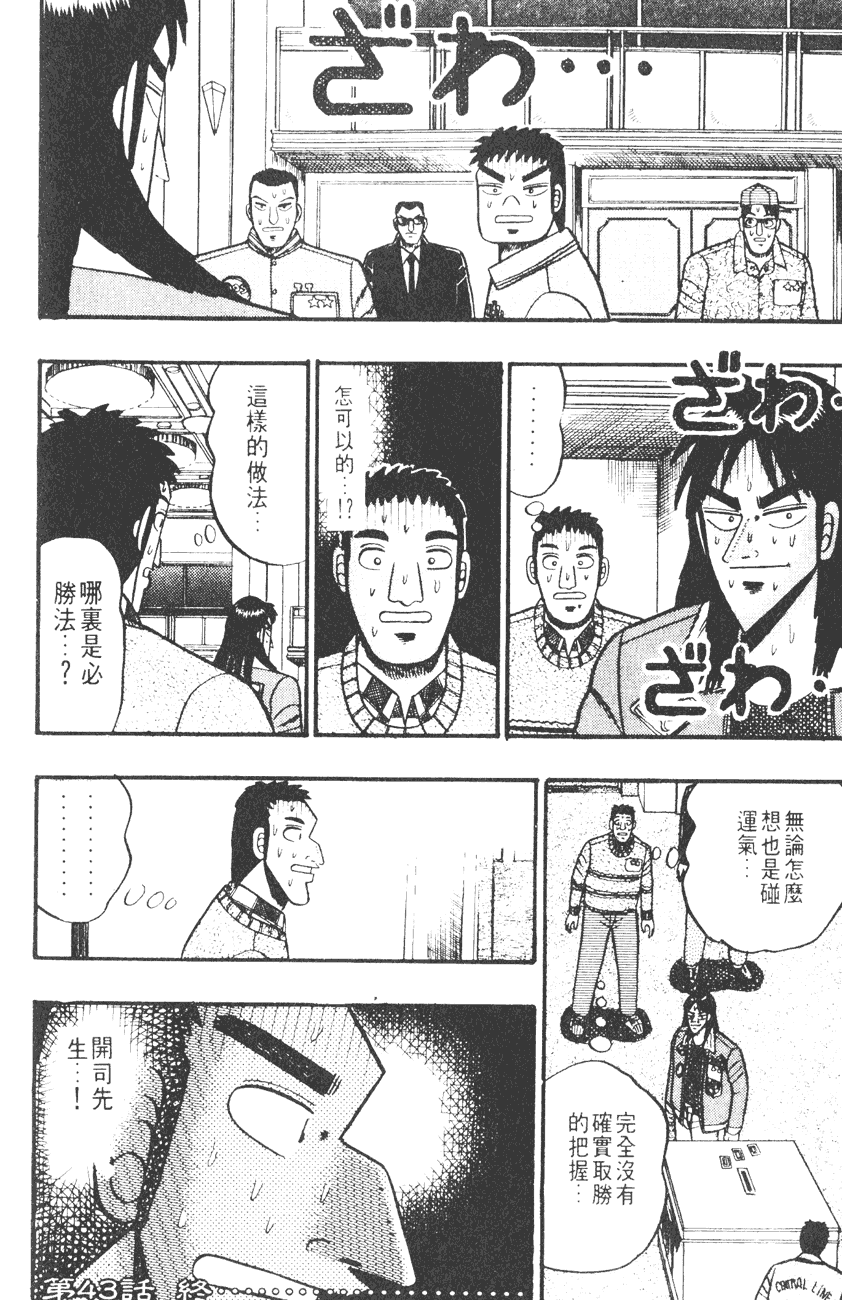 ざわ…
ざわ…
ざわ…
………
怎可以的…!?
這樣的做法…
哪裏是必
勝法…?
無論怎麼
想也是碰
運氣…
完全沒有
確實取勝
的把握…
CENTRAL LINE
………………
開司先
生…!
第43話 終